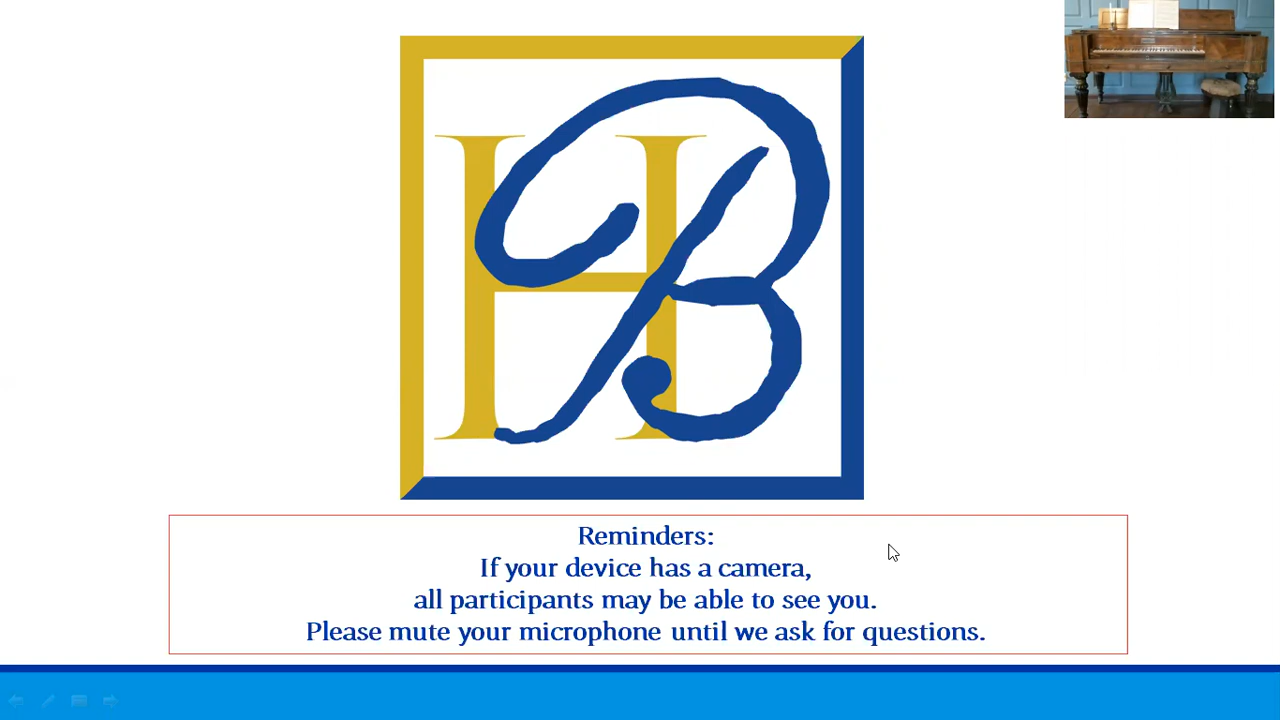 HB
Reminders:
If your device has a camera,
all participants may be able to see you.
Please mute your microphone until we ask for questions.